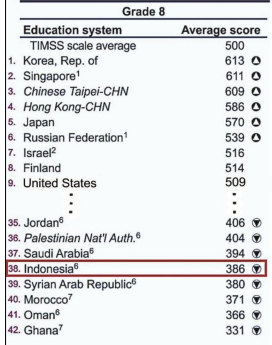 Grade 8
Education system Average score
TIMSS scale average 500
1. Korea, Rep. of 613
2. Singapore¹ 611
3. Chinese Taipei-CHN 609
4. Hong Kong-CHN 586
5. Japan 570
6. Russian Federation¹ 539
7. Israel² 516
8. Finland 514
9. United States 509
35. Jordan⁶ 406
36. Palestinian Nat'l Auth.⁶ 404
37. Saudi Arabia⁶ 394
38. Indonesia⁶ 386
39. Syrian Arab Republic⁶ 380
40. Morocco⁷ 371
41. Oman⁶ 366
42. Ghana⁷ 331